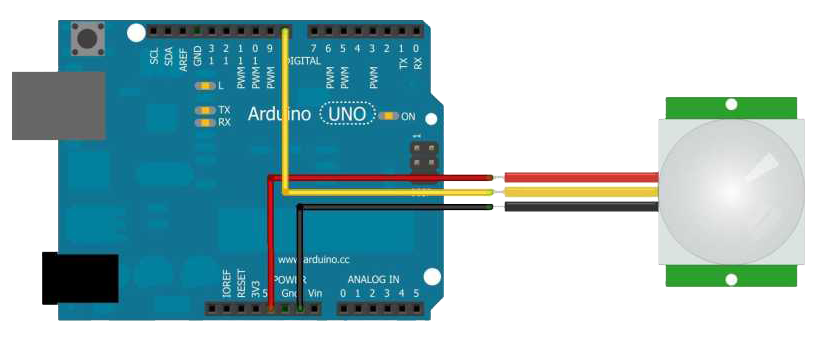 SCL SDA AREF GND 13 12 PWM 11 PWM 10 PWM 9 7 PWM 6 PWM 5 4 PWM 3 2 TX 1 RX 0
DIGITAL
L
TX
RX
Arduino UNO
ON
1
www.arduino.cc
POWER
ANALOG IN
IOREF RESET 3V3 5 Gnd Vin 0 1 2 3 4 5